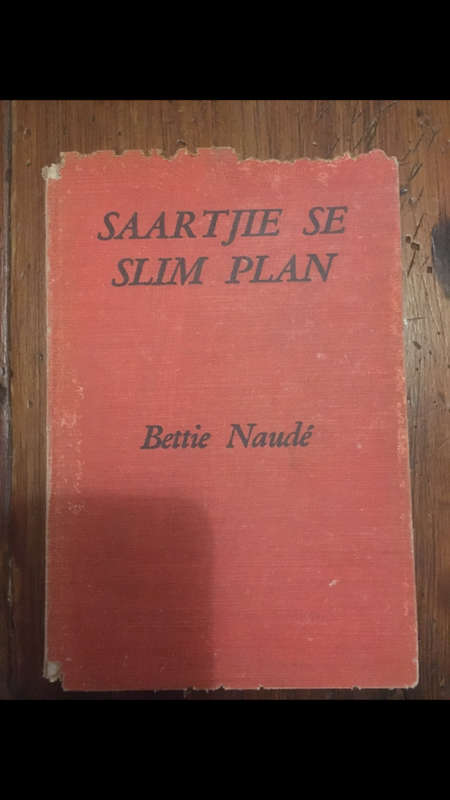 SAARTJIE SE
SLIM PLAN
Bettie Naudé